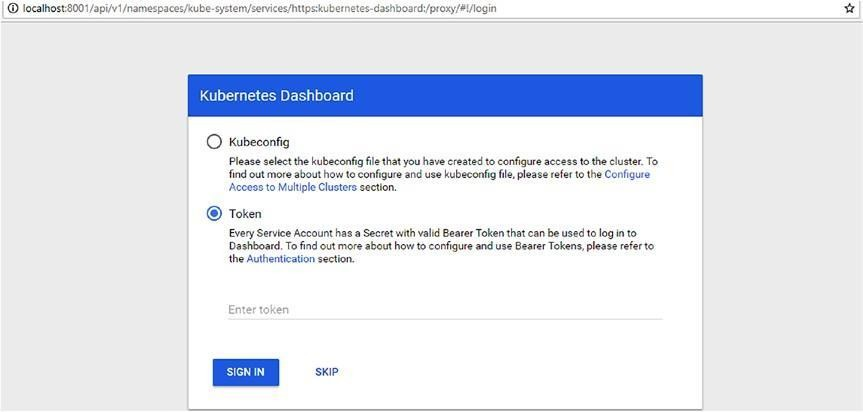 localhost:8001/api/v1/namespaces/kube-system/services/https:kubernetes-dashboard:/proxy/#!/login
Kubernetes Dashboard
Kubeconfig
Please select the kubeconfig file that you have created to configure access to the cluster. To
find out more about how to configure and use kubeconfig file, please refer to the Configure
Access to Multiple Clusters section.
Token
Every Service Account has a Secret with valid Bearer Token that can be used to log in to
Dashboard. To find out more about how to configure and use Bearer Tokens, please refer to
the Authentication section.
Enter token
SIGN IN SKIP